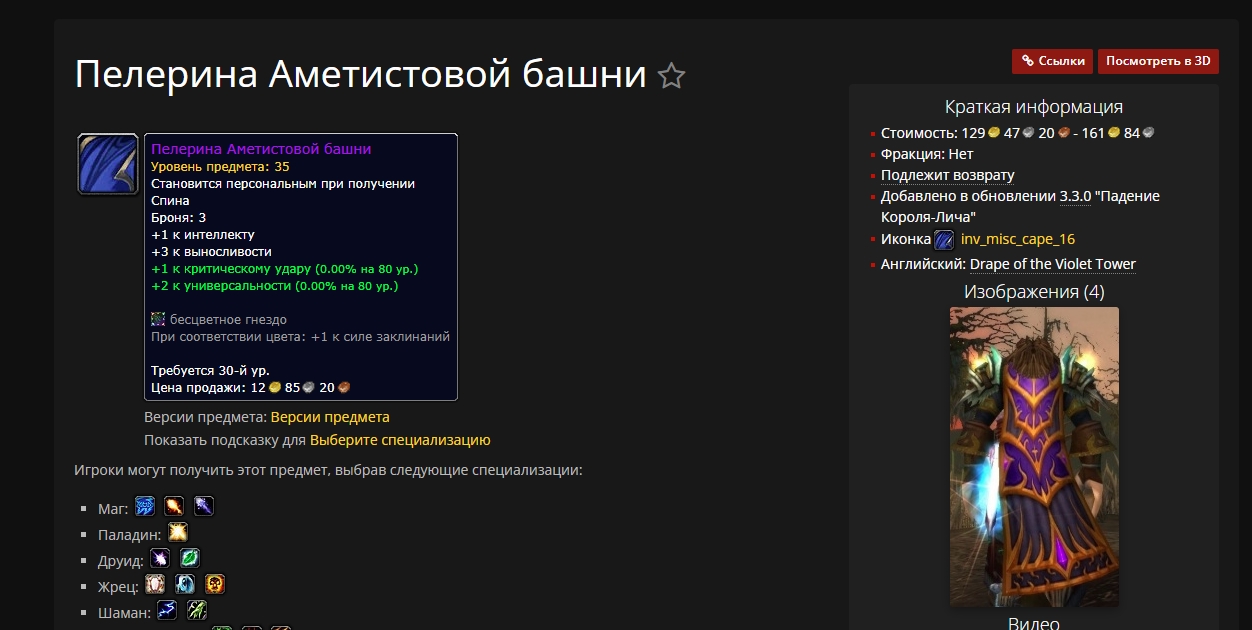 Пелерина Аметистовой башни
Ссылки
Посмотреть в 3D
Пелерина Аметистовой башни
Уровень предмета: 35
Становится персональным при получении
Спина
Броня: 3
+1 к интеллекту
+3 к выносливости
+1 к критическому удару (0.00% на 80 ур.)
+2 к универсальности (0.00% на 80 ур.)
бесцветное гнездо
При соответствии цвета: +1 к силе заклинаний
Требуется 30-й ур.
Цена продажи: 12 85 20
Версии предмета: Версии предмета
Показать подсказку для Выберите специализацию
Игроки могут получить этот предмет, выбрав следующие специализации:
Маг:
Паладин:
Друид:
Жрец:
Шаман:
Краткая информация
Стоимость: 129 47 20 - 161 84
Фракция: Нет
Подлежит возврату
Добавлено в обновлении 3.3.0 "Падение
Короля-Лича"
Иконка inv_misc_cape_16
Английский: Drape of the Violet Tower
Изображения (4)
Видео